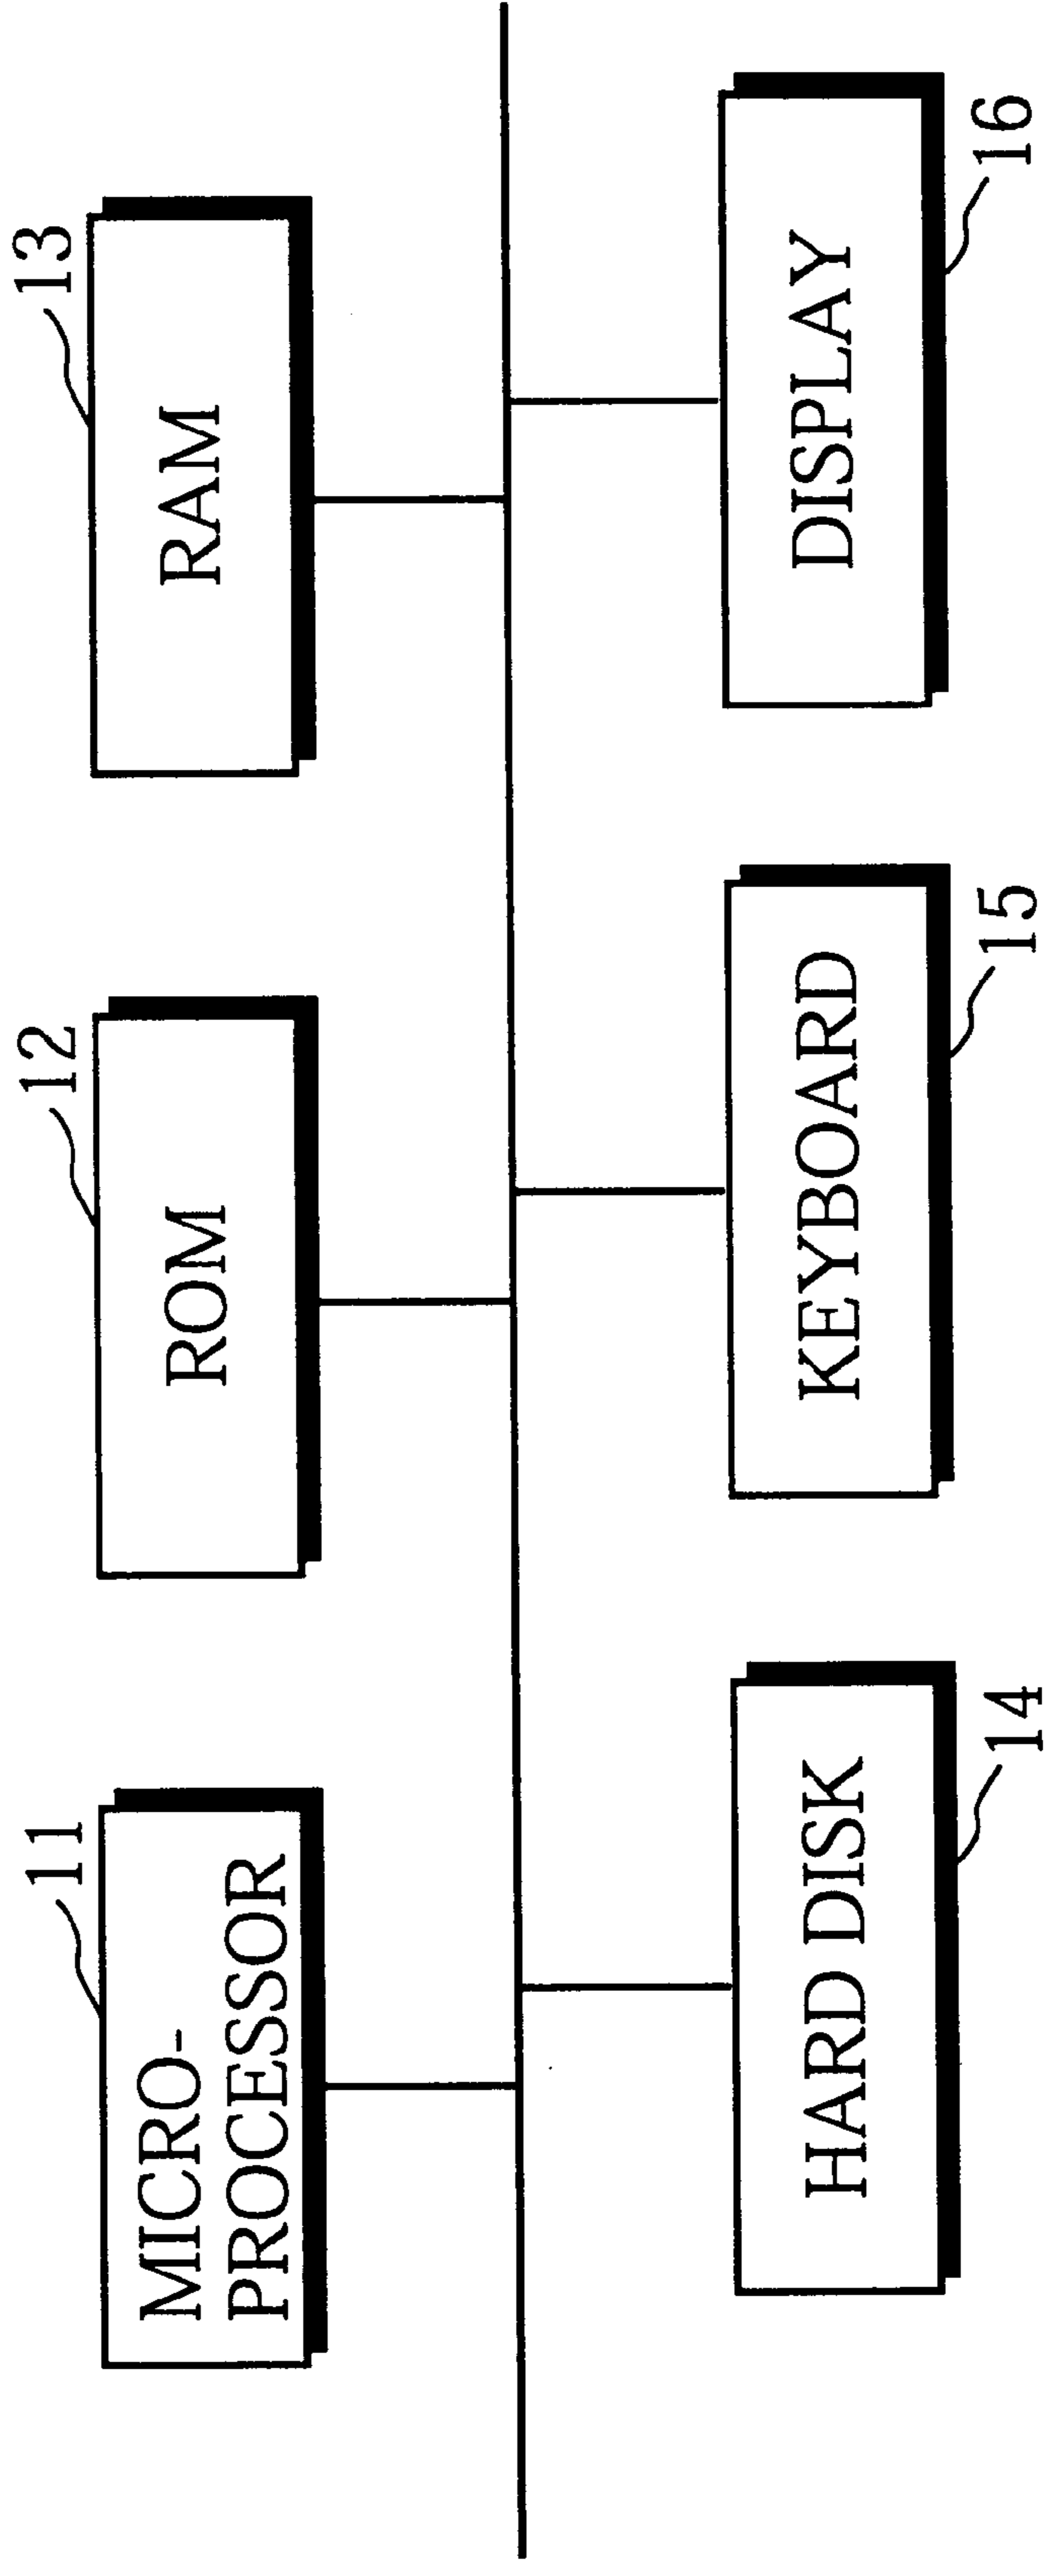 11
MICRO-
PROCESSOR
12
ROM
13
RAM
HARD DISK
14
KEYBOARD
15
DISPLAY
16